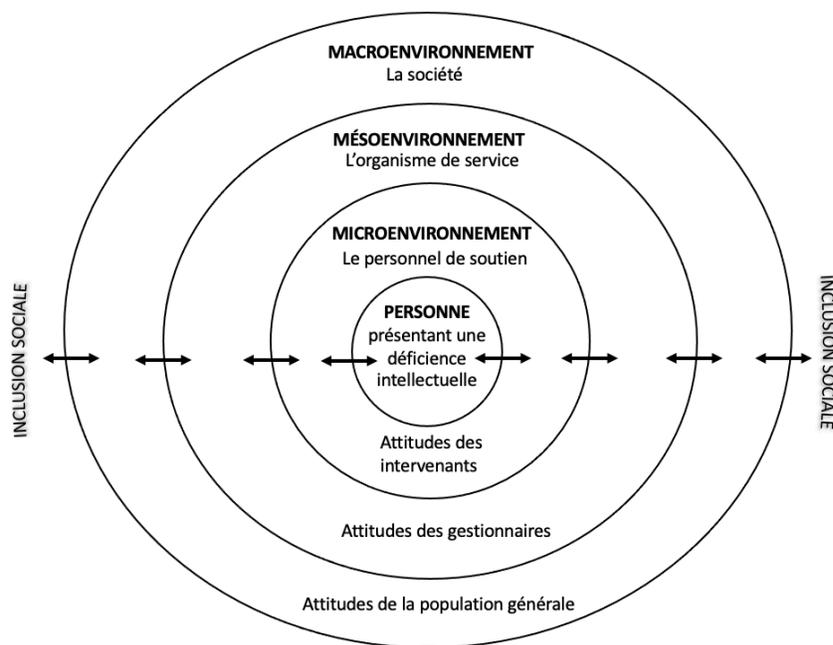 MACROENVIRONNEMENT
La société
MÉSOENVIRONNEMENT
L'organisme de service
MICROENVIRONNEMENT
Le personnel de soutien
PERSONNE
présentant une
déficience
intellectuelle
INCLUSION SOCIALE
INCLUSION SOCIALE
Attitudes des
intervenants
Attitudes des gestionnaires
Attitudes de la population générale